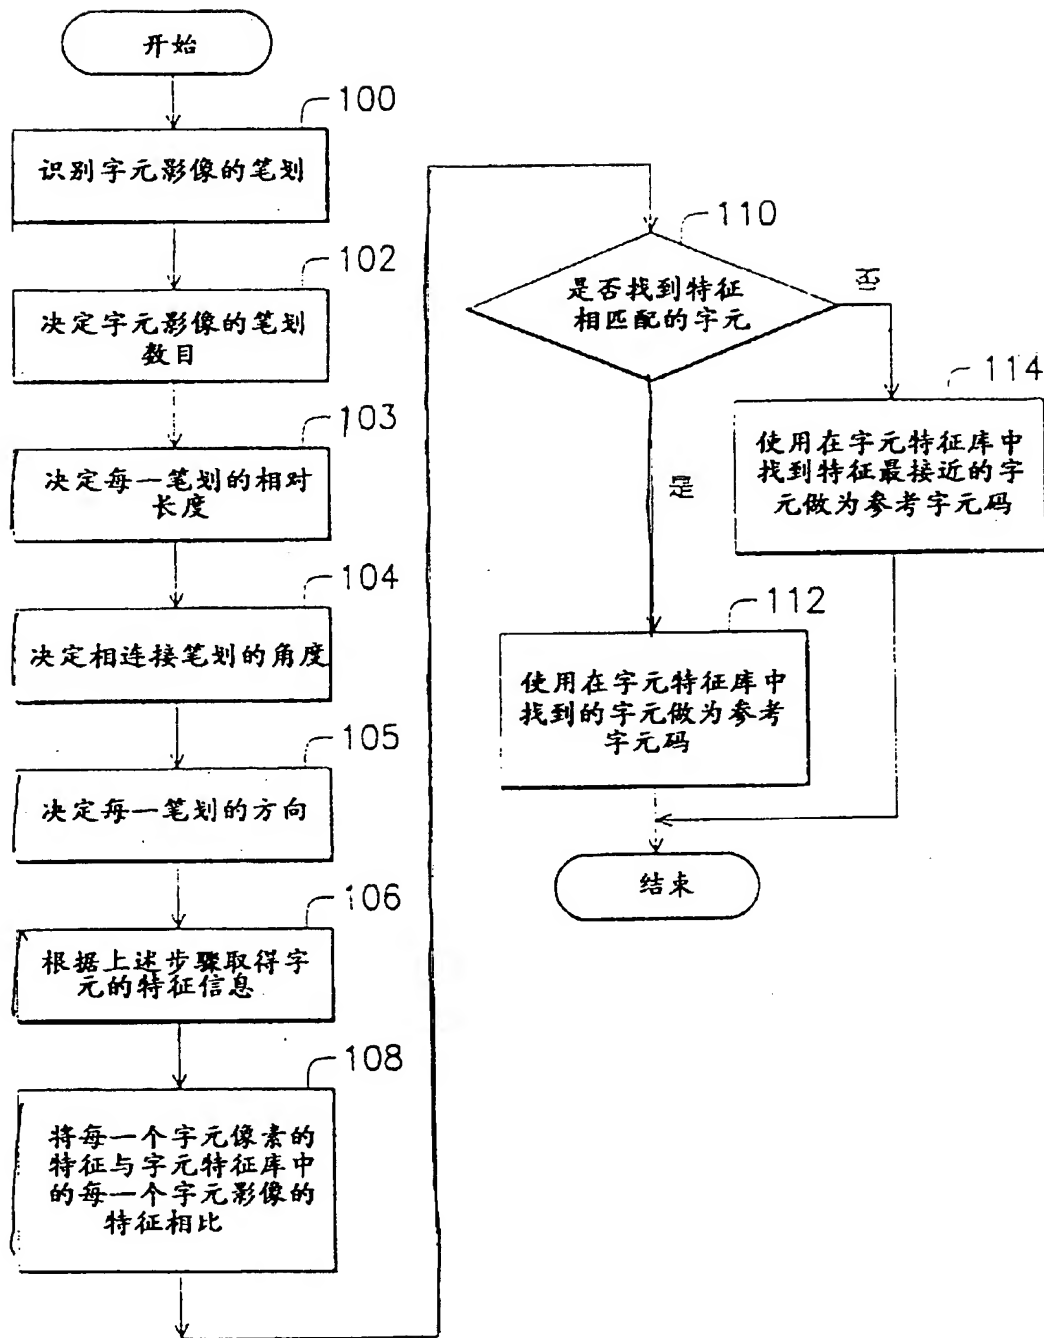 开始
100
识别字元影像的笔划
102
决定字元影像的笔划
数目
103
决定每一笔划的相对
长度
104
决定相连接笔划的角度
105
决定每一笔划的方向
106
根据上述步骤取得字
元的特征信息
108
将每一个字元像素的
特征与字元特征库中
的每一个字元影像的
特征相比
110
是否找到特征
相匹配的字元
是
112
使用在字元特征库中
找到的字元做为参考
字元码
114
使用在字元特征库中
找到特征最接近的字
元做为参考字元码
结束